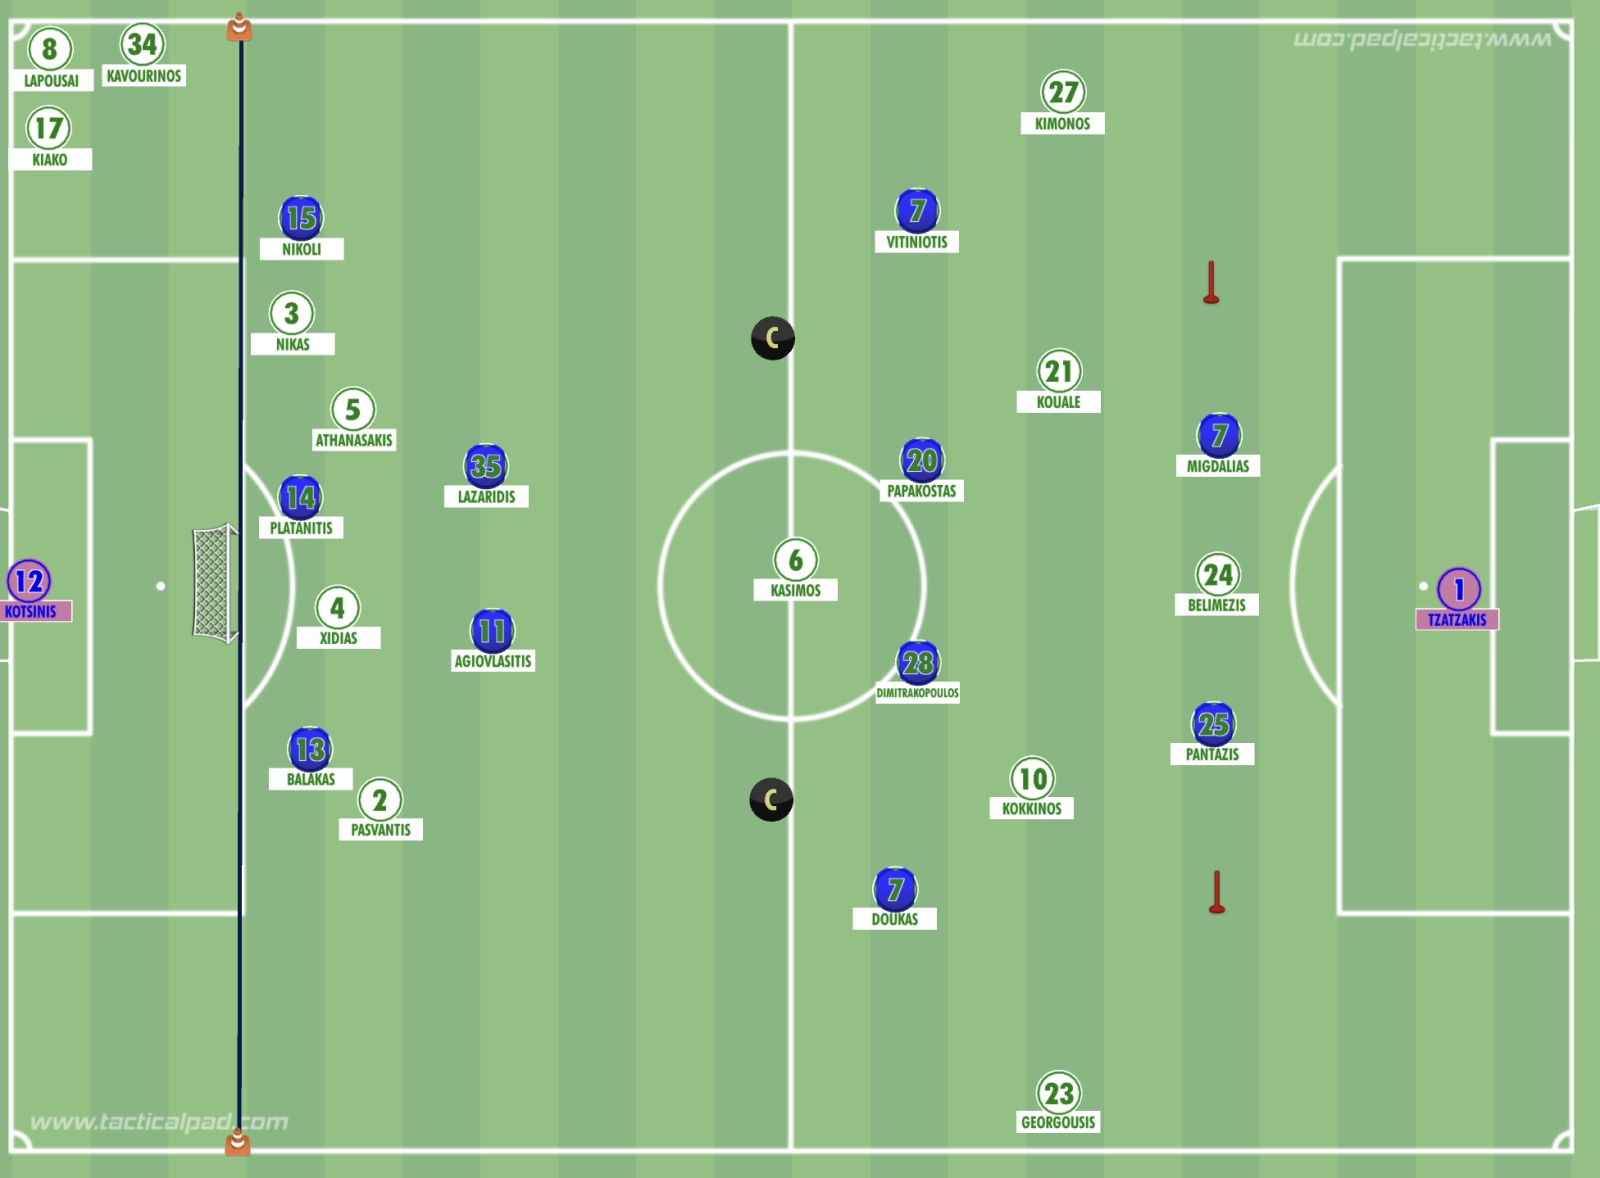 8
LAPOUSAI
34
KAVOURINOS
www.tacticalpad.com
27
KIMONOS
17
KIAKO
15
NIKOLI
7
VITINIOTIS
3
NIKAS
C
21
KOUALE
5
ATHANASAKIS
7
MIGDALIAS
35
LAZARIDIS
20
PAPAKOSTAS
14
PLATANITIS
6
KASIMOS
24
BELIMEZIS
12
KOTSINIS
1
TZATZAKIS
4
XIDIAS
11
AGIOVLASITIS
28
DIMITRAKOPOULOS
25
PANTAZIS
13
BALAKAS
2
PASVANTIS
C
10
KOKKINOS
7
DOUKAS
23
GEORGOUSIS
www.tacticalpad.com